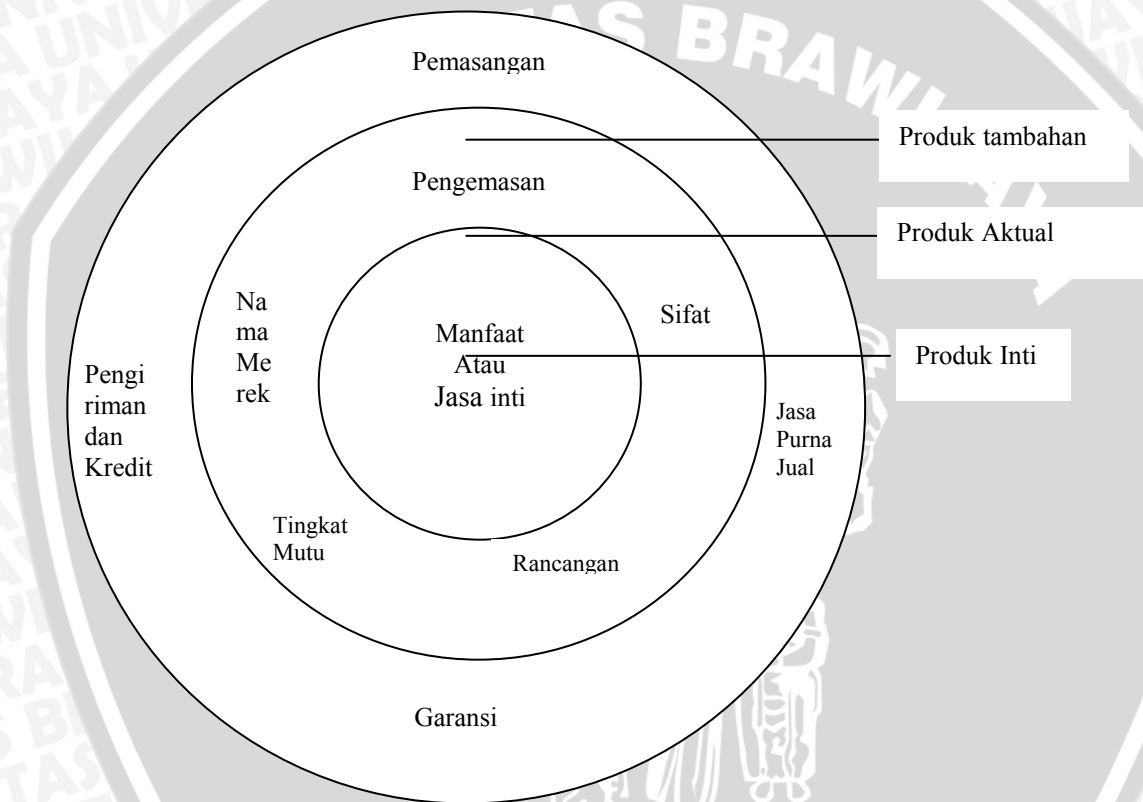 BRAW
Pemasangan
Produk tambahan
Pengemasan
Produk Aktual
Na
ma
Me
rek
Sifat
Manfaat
Atau
Jasa inti
Produk Inti
Pengi
riman
dan
Kredit
Jasa
Purna
Jual
Tingkat
Mutu
Rancangan
Garansi